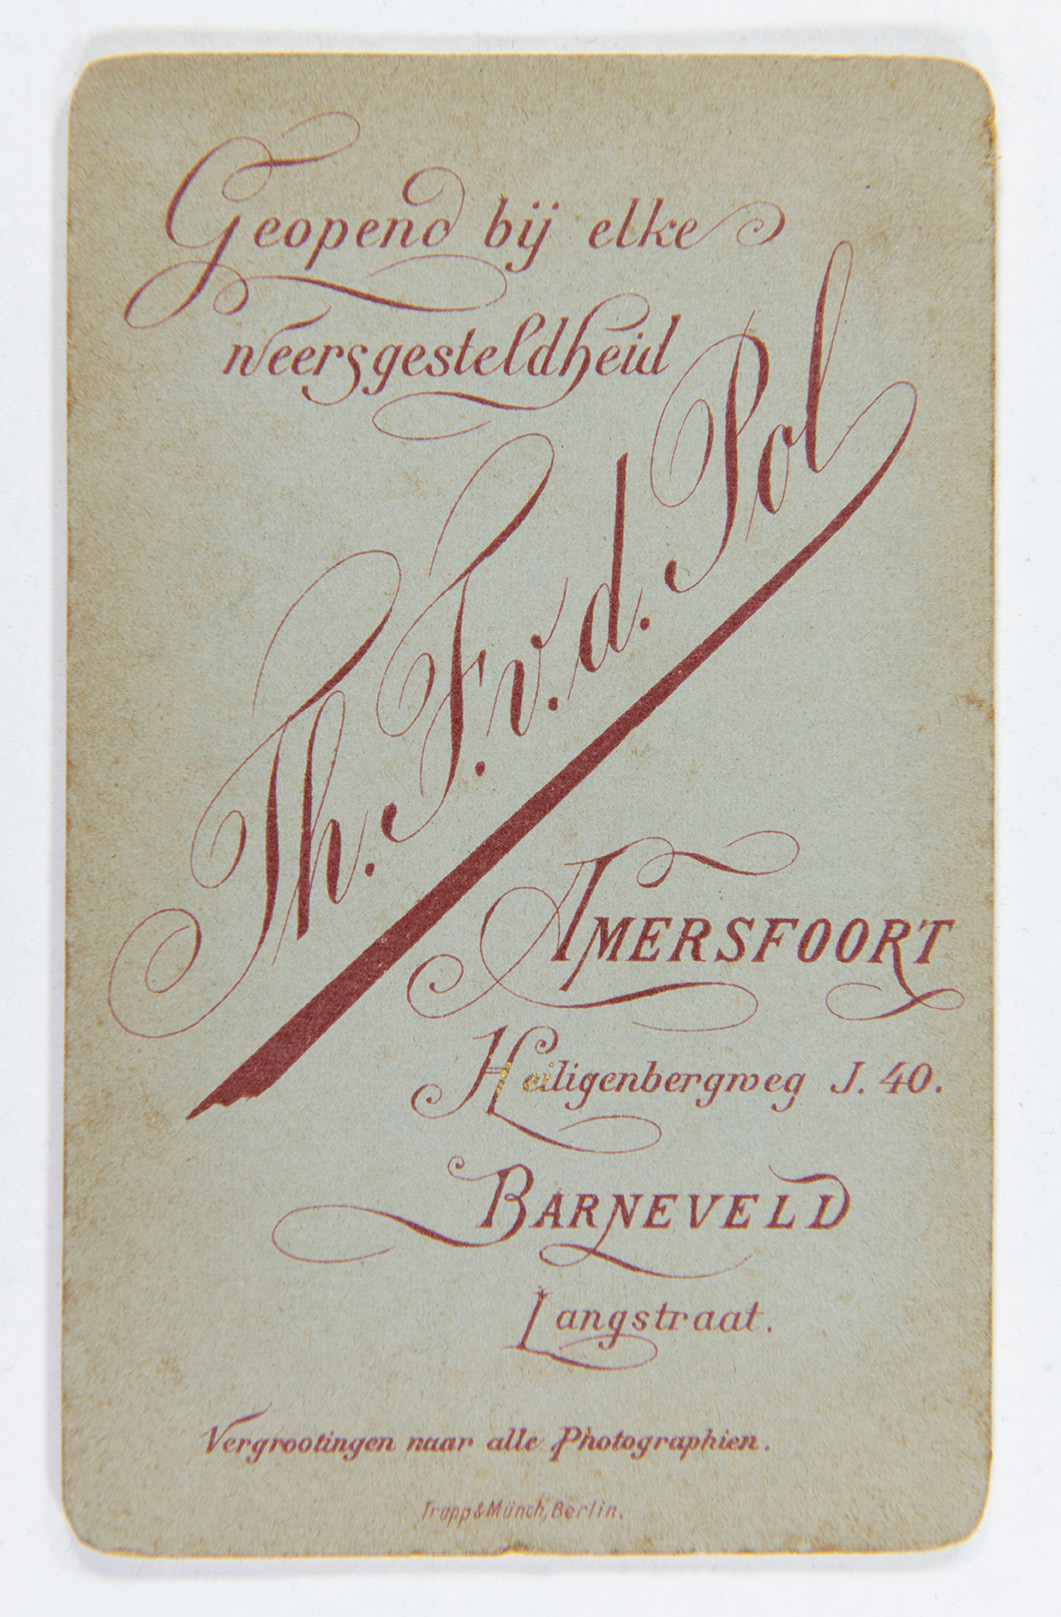 Geopend bij elke
weersgesteldheid
Th. F. v. d. Pol
AMERSFOORT
Heiligenbergweg J. 40.
BARNEVELD
Langstraat.
Vergrootingen naar alle Photographien.
Trapp & Münch, Berlin.